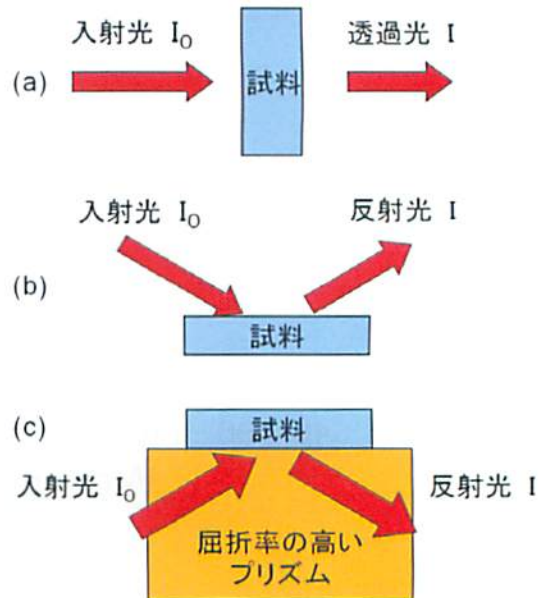 入射光 I₀
透過光 I
(a)
試料
入射光 I₀
反射光 I
(b)
試料
(c)
試料
入射光 I₀
反射光 I
屈折率の高い
プリズム